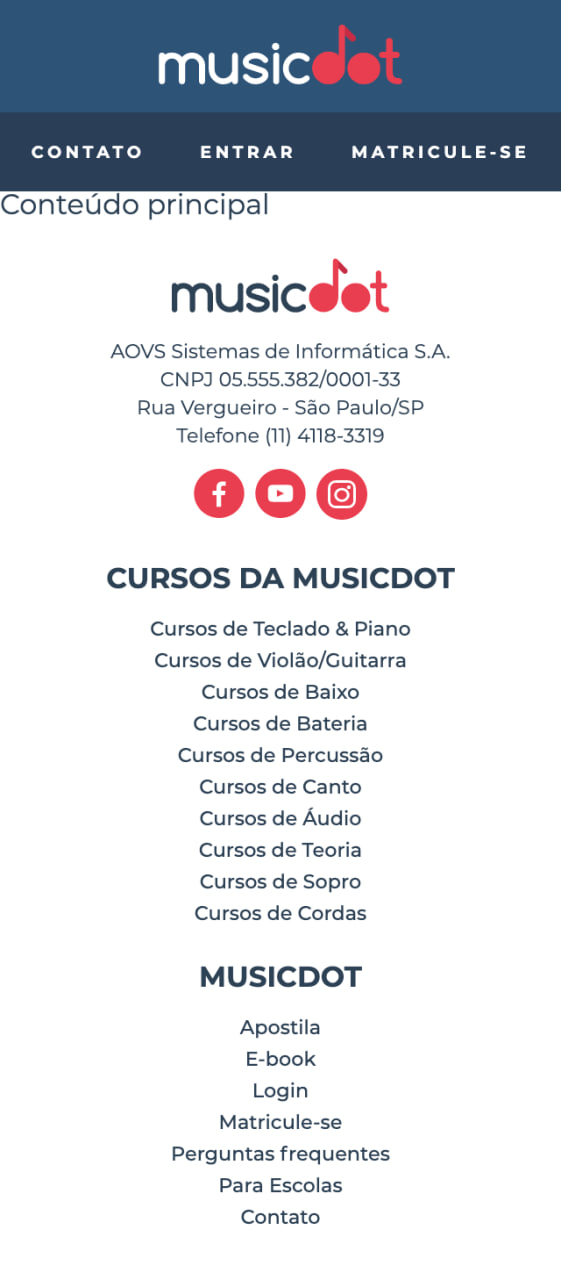 musicdot
CONTATO ENTRAR MATRICULE-SE
Conteúdo principal
musicdot
AOVS Sistemas de Informática S.A.
CNPJ 05.555.382/0001-33
Rua Vergueiro - São Paulo/SP
Telefone (11) 4118-3319
CURSOS DA MUSICDOT
Cursos de Teclado & Piano
Cursos de Violão/Guitarra
Cursos de Baixo
Cursos de Bateria
Cursos de Percussão
Cursos de Canto
Cursos de Áudio
Cursos de Teoria
Cursos de Sopro
Cursos de Cordas
MUSICDOT
Apostila
E-book
Login
Matricule-se
Perguntas frequentes
Para Escolas
Contato